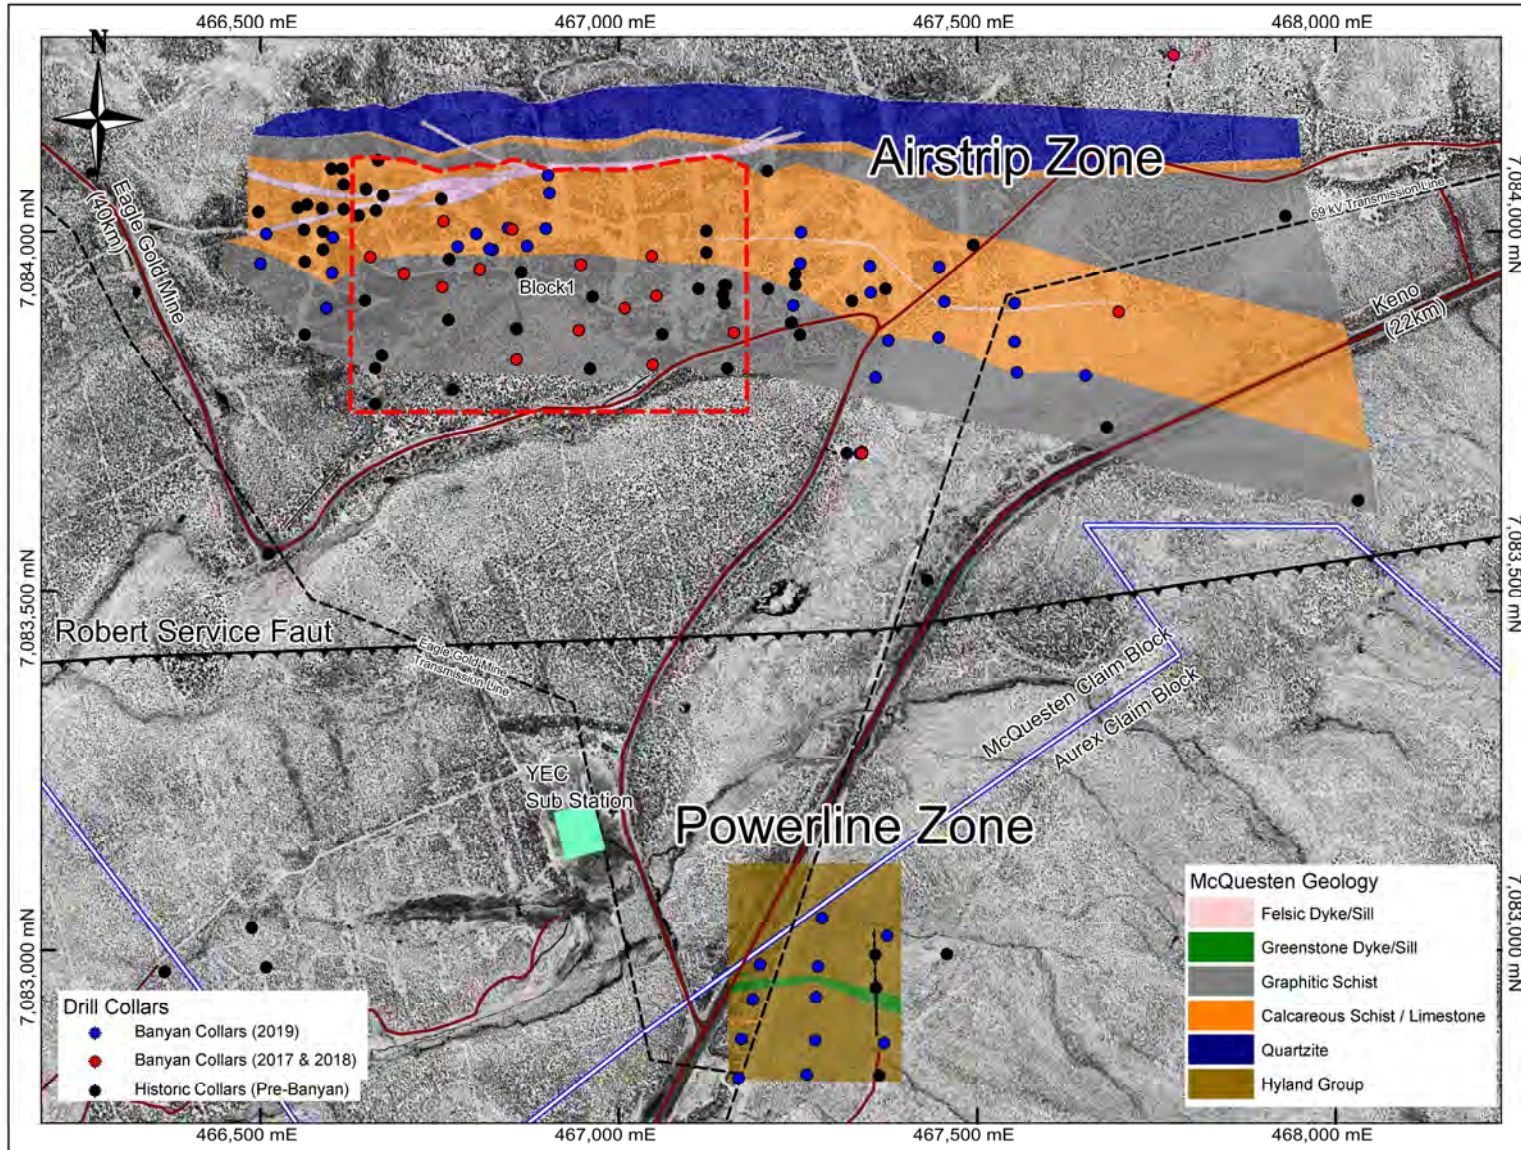 466,500 mE
467,000 mE
467,500 mE
468,000 mE
N
Airstrip Zone
69 kV Transmission Line
7,084,000 mN
7,084,000 mN
Eagle Gold Mine
(40km)
Block1
Keno
(22km)
7,083,500 mN
7,083,500 mN
Robert Service Faut
Eagle Gold Mine
Transmission Line
McQuesten Claim Block
Aurex Claim Block
YEC
Sub Station
Powerline Zone
7,083,000 mN
7,083,000 mN
McQuesten Geology
Felsic Dyke/Sill
Greenstone Dyke/Sill
Graphitic Schist
Calcareous Schist / Limestone
Quartzite
Hyland Group
Drill Collars
Banyan Collars (2019)
Banyan Collars (2017 & 2018)
Historic Collars (Pre-Banyan)
466,500 mE
467,000 mE
467,500 mE
468,000 mE